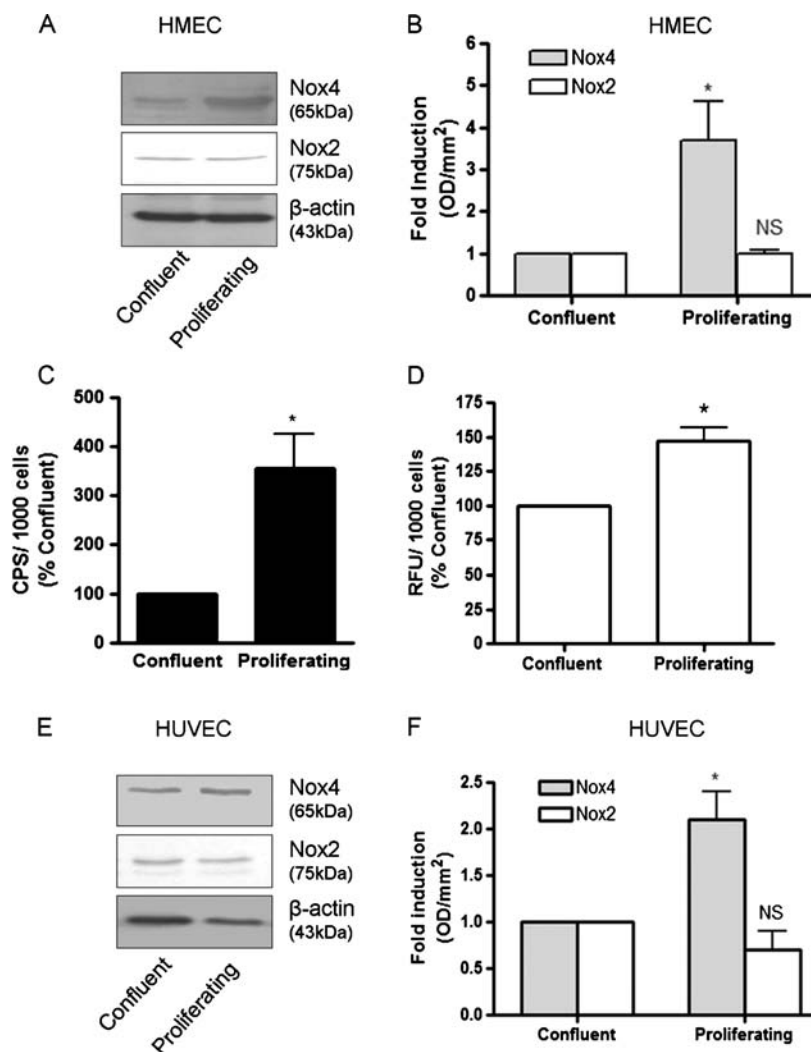 A
HMEC
Nox4
(65kDa)
Nox2
(75kDa)
β-actin
(43kDa)
Confluent
Proliferating
B
HMEC
Nox4
Nox2
Fold Induction
(OD/mm²)
6
5
4
3
2
1
0
*
NS
Confluent
Proliferating
C
CPS/ 1000 cells
(% Confluent)
500
400
300
200
100
0
*
Confluent
Proliferating
D
RFU/ 1000 cells
(% Confluent)
175
150
125
100
75
50
25
0
*
Confluent
Proliferating
E
HUVEC
Nox4
(65kDa)
Nox2
(75kDa)
β-actin
(43kDa)
Confluent
Proliferating
F
HUVEC
Nox4
Nox2
Fold induction
(OD/mm²)
2.5
2.0
1.5
1.0
0.5
0.0
*
NS
Confluent
Proliferating